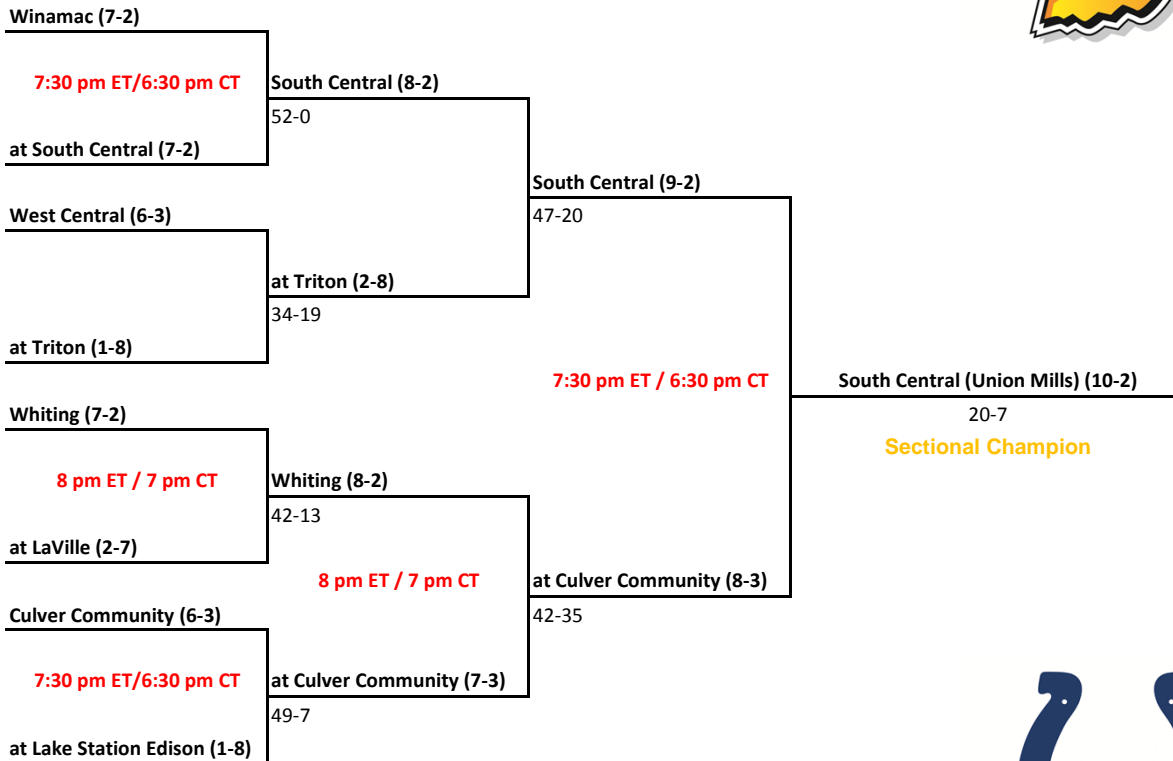 Winamac (7-2)
7:30 pm ET/6:30 pm CT
South Central (8-2)
52-0
at South Central (7-2)
South Central (9-2)
47-20
West Central (6-3)
at Triton (2-8)
34-19
at Triton (1-8)
7:30 pm ET / 6:30 pm CT
South Central (Union Mills) (10-2)
20-7
Sectional Champion
Whiting (7-2)
8 pm ET / 7 pm CT
Whiting (8-2)
42-13
at LaVille (2-7)
8 pm ET / 7 pm CT
at Culver Community (8-3)
42-35
Culver Community (6-3)
7:30 pm ET/6:30 pm CT
at Culver Community (7-3)
49-7
at Lake Station Edison (1-8)